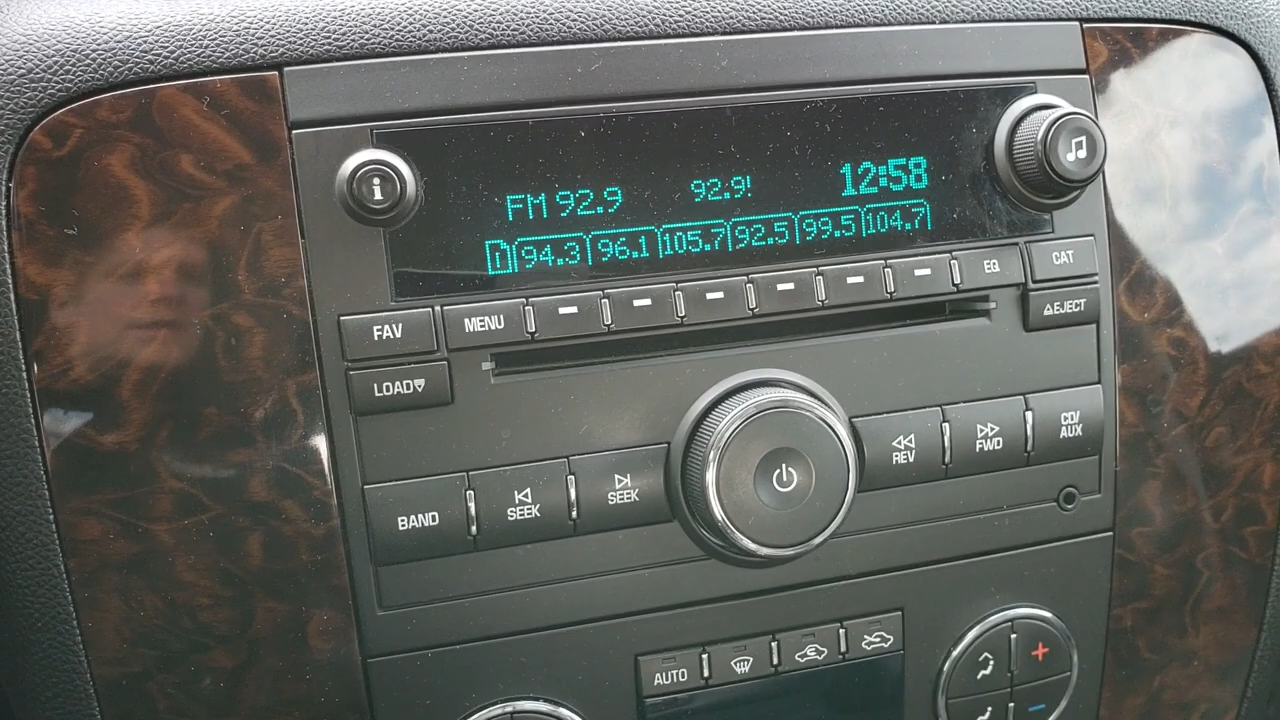 FM 92.9 92.9! 12:58
1 94.3 96.1 105.7 92.5 99.5 104.7
i
FAV MENU EQ CAT
LOAD EJECT
BAND SEEK SEEK REV FWD CD/
AUX
AUTO